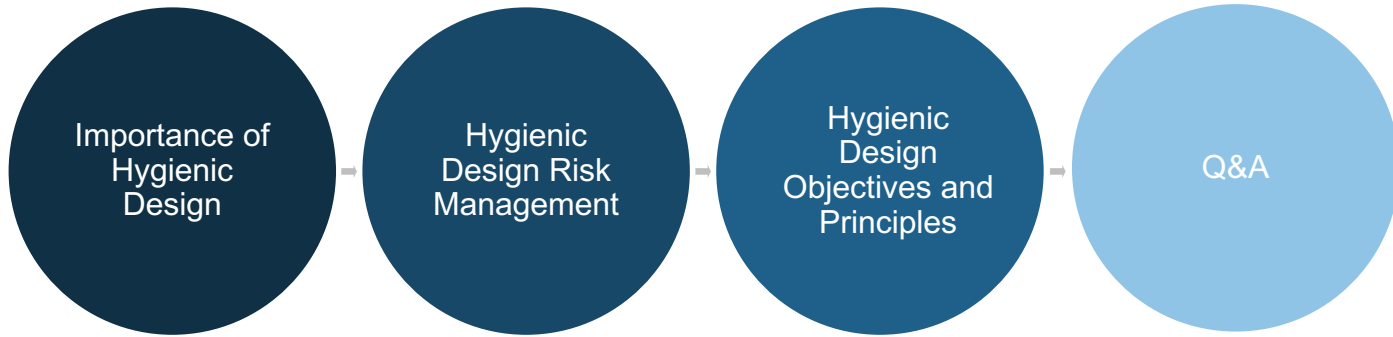 Importance of
Hygienic
Design
Hygienic
Design Risk
Management
Hygienic
Design
Objectives and
Principles
Q&A